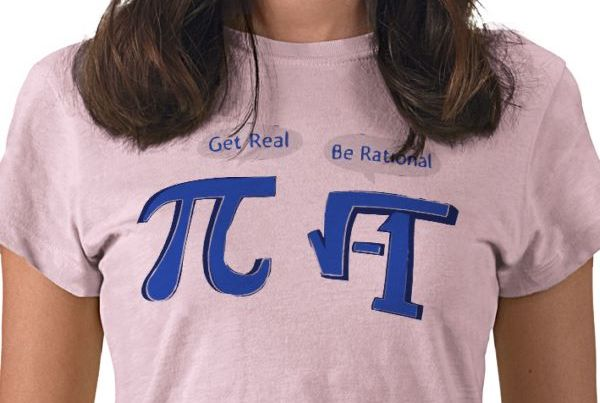 Get Real
Be Rational
π √-1